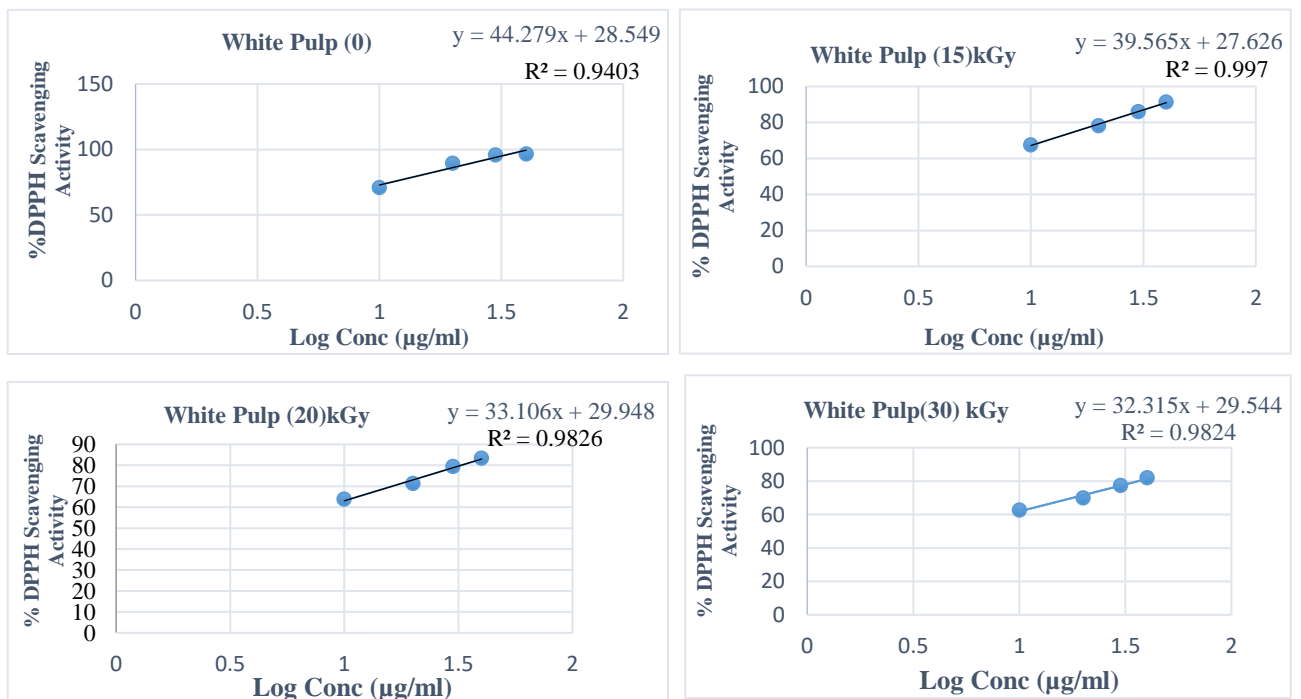 White Pulp (0)
y = 44.279x + 28.549
R² = 0.9403
%DPPH Scavenging
Activity
150
100
50
0
0
0.5
1
1.5
2
Log Conc (µg/ml)
White Pulp (15)kGy
y = 39.565x + 27.626
R² = 0.997
% DPPH Scavenging
Activity
100
80
60
40
20
0
0
0.5
1
1.5
2
Log Conc (µg/ml)
White Pulp (20)kGy
y = 33.106x + 29.948
R² = 0.9826
% DPPH Scavenging
Activity
90
80
70
60
50
40
30
20
10
0
0
0.5
1
1.5
2
Log Conc (µg/ml)
White Pulp(30) kGy
y = 32.315x + 29.544
R² = 0.9824
% DPPH Scavenging
Activity
100
80
60
40
20
0
0
0.5
1
1.5
2
Log Conc (µg/ml)